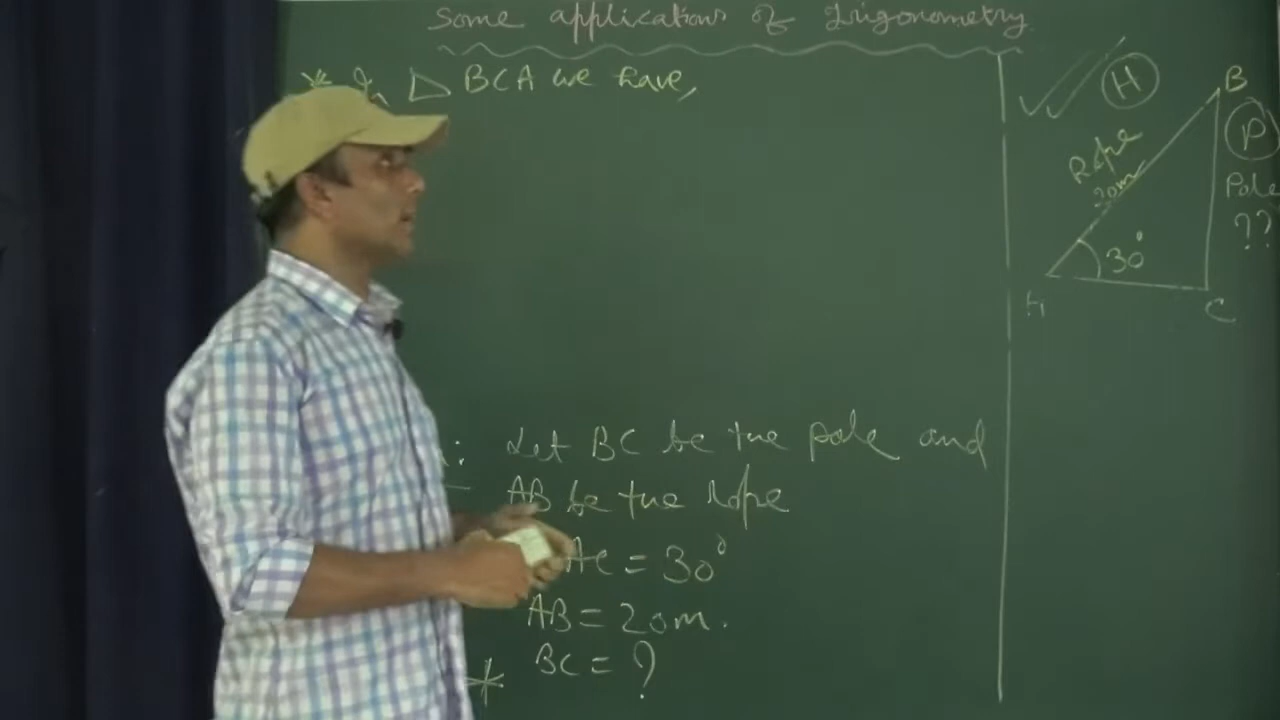 Some applications of Trigonometry
* In △ BCA we have,
: Let BC be the pole and
AB be the rope
AC = 30°
AB = 20m.
* BC = ?
H
B
P
Rope
20m
Pole
??
30°
A
C